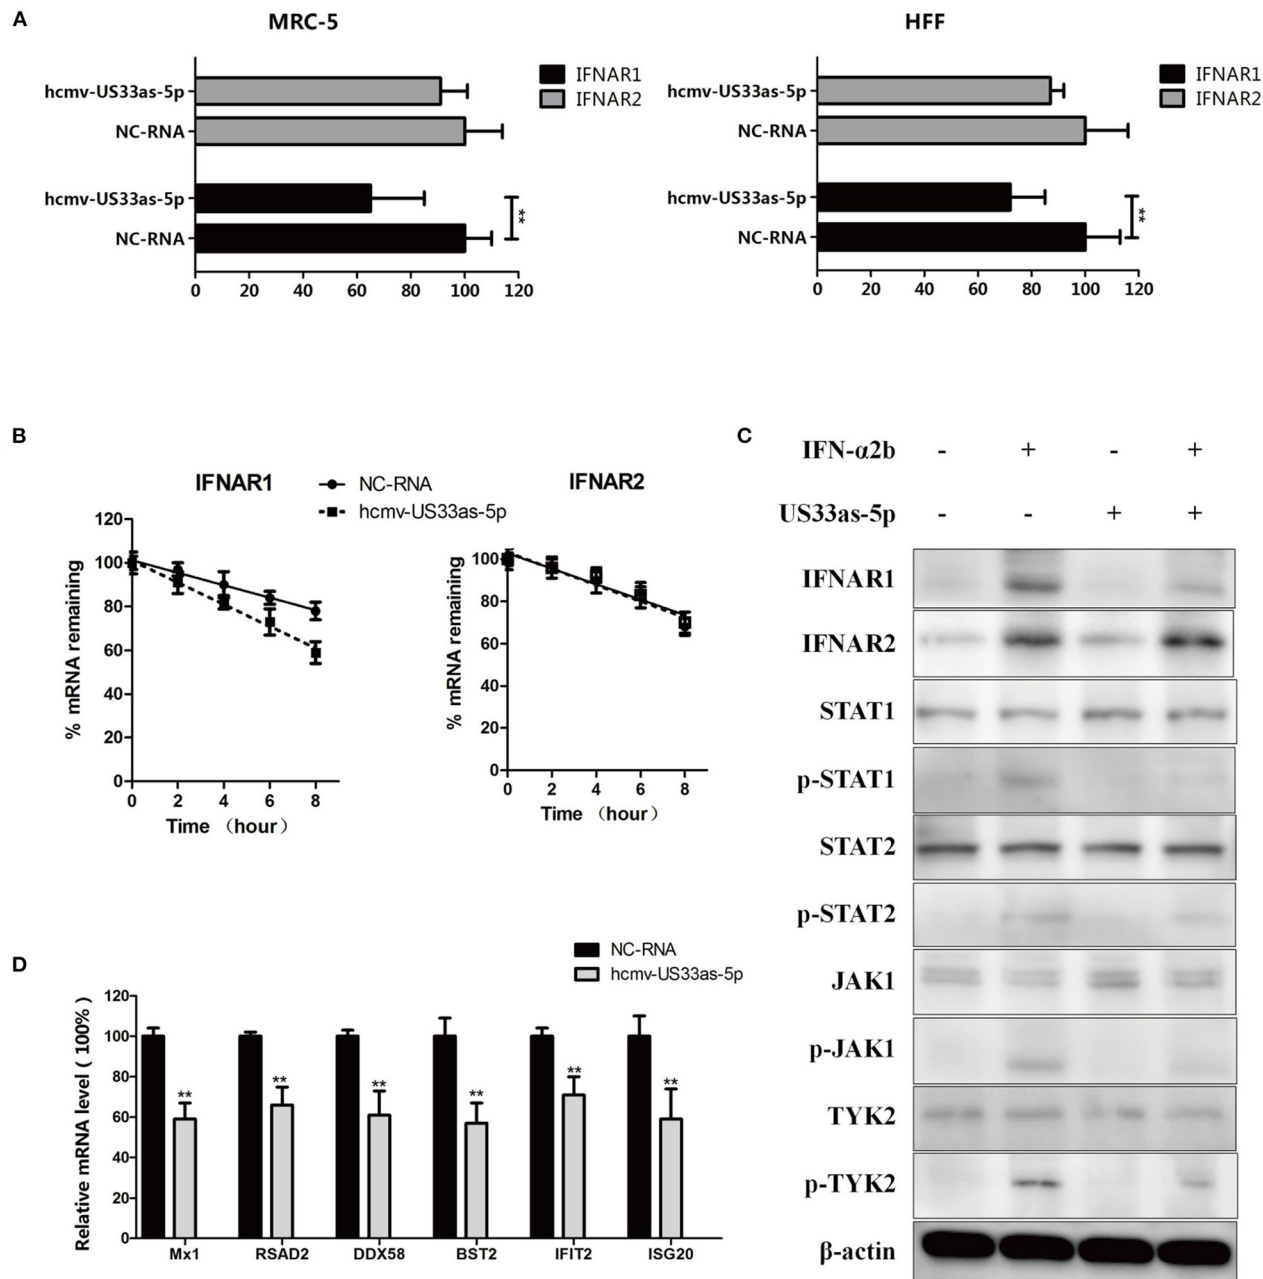 A
MRC-5
hcmv-US33as-5p
NC-RNA
hcmv-US33as-5p
NC-RNA
IFNAR1
IFNAR2
**
0 20 40 60 80 100 120
HFF
hcmv-US33as-5p
NC-RNA
hcmv-US33as-5p
NC-RNA
IFNAR1
IFNAR2
**
0 20 40 60 80 100 120
B
IFNAR1
NC-RNA
hcmv-US33as-5p
% mRNA remaining
120
100
80
60
40
20
0
0 2 4 6 8
Time （hour）
IFNAR2
% mRNA remaining
100
80
60
40
20
0
0 2 4 6 8
Time （hour）
C
IFN-α2b - + - +
US33as-5p - - + +
IFNAR1
IFNAR2
STAT1
p-STAT1
STAT2
p-STAT2
JAK1
p-JAK1
TYK2
p-TYK2
β-actin
D
NC-RNA
hcmv-US33as-5p
Relative mRNA level ( 100% )
120
100
80
60
40
20
0
** ** ** ** ** **
Mx1 RSAD2 DDX58 BST2 IFIT2 ISG20